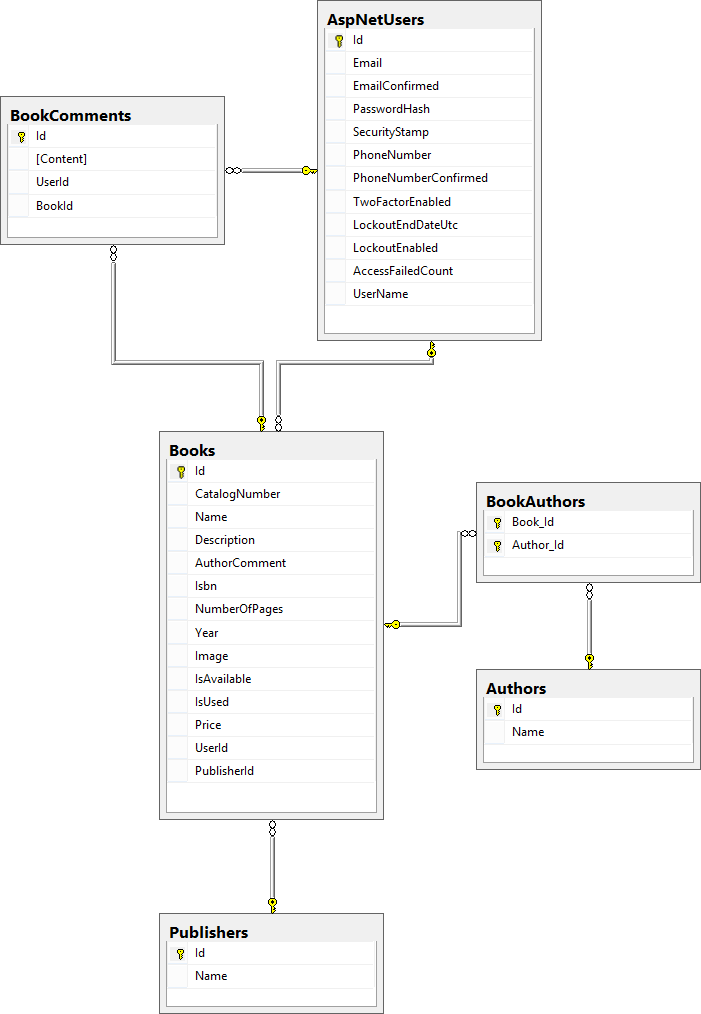 AspNetUsers
Id
Email
EmailConfirmed
PasswordHash
SecurityStamp
PhoneNumber
PhoneNumberConfirmed
TwoFactorEnabled
LockoutEndDateUtc
LockoutEnabled
AccessFailedCount
UserName
BookComments
Id
[Content]
UserId
BookId
Books
Id
CatalogNumber
Name
Description
AuthorComment
Isbn
NumberOfPages
Year
Image
IsAvailable
IsUsed
Price
UserId
PublisherId
BookAuthors
Book_Id
Author_Id
Authors
Id
Name
Publishers
Id
Name